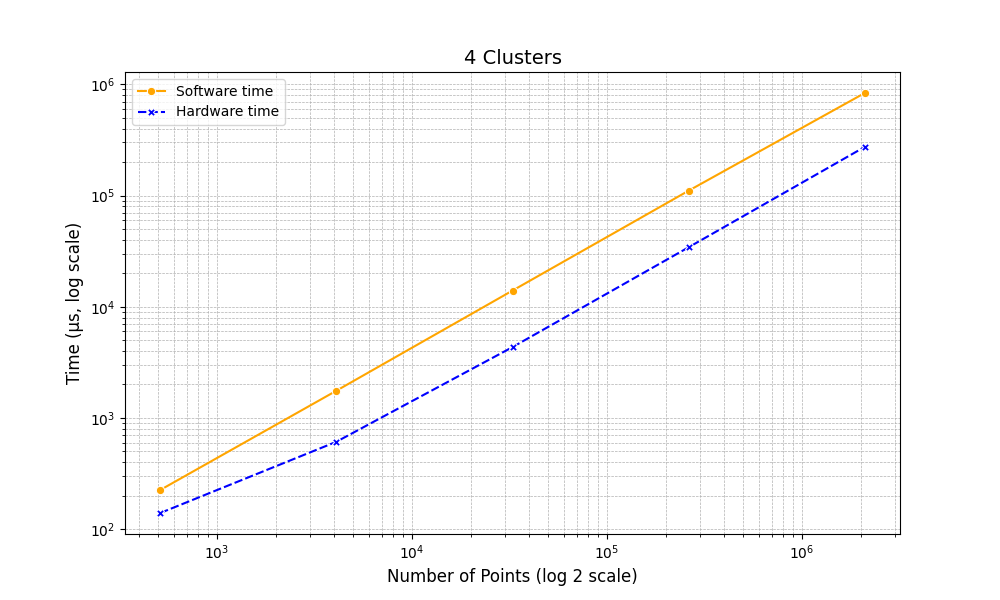 4 Clusters
Software time
Hardware time
10⁶
10⁵
10⁴
10³
10²
Time (μs, log scale)
10³ 10⁴ 10⁵ 10⁶
Number of Points (log 2 scale)